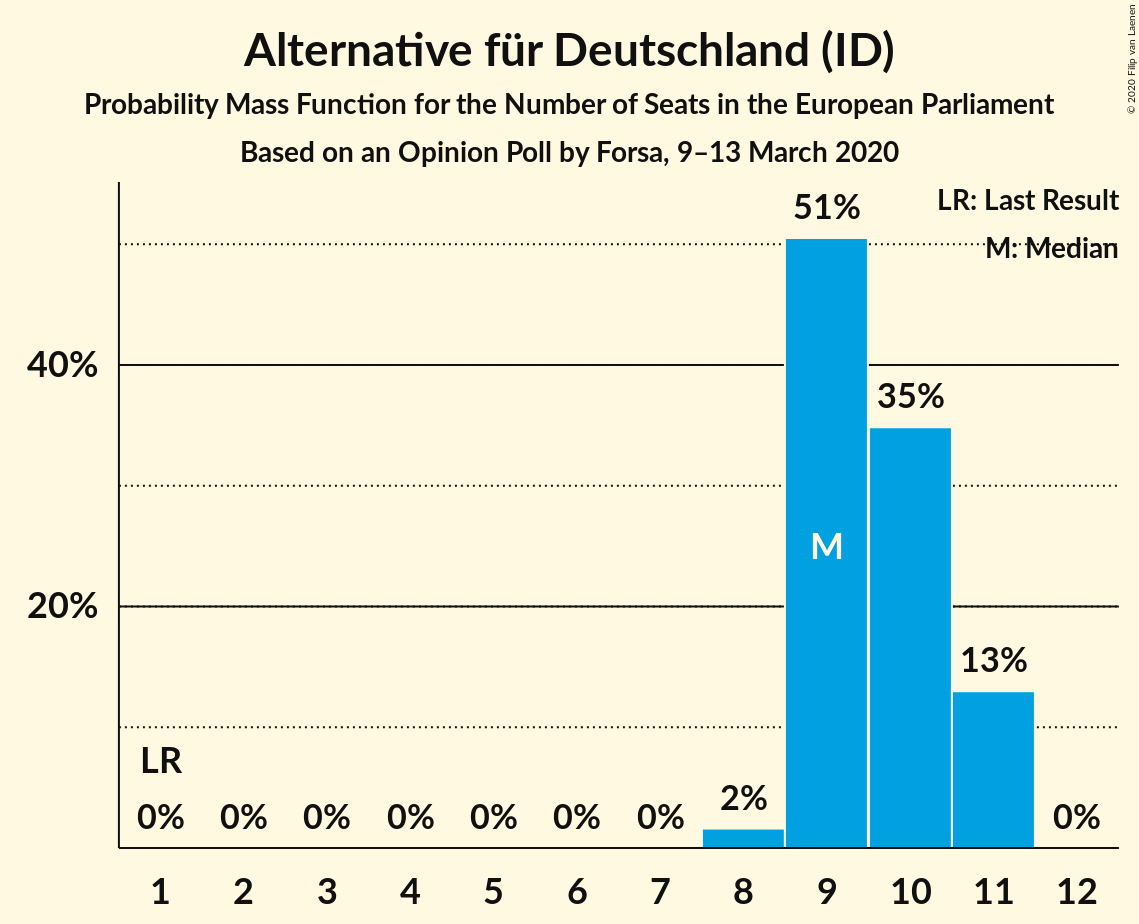 Alternative für Deutschland (ID)
Probability Mass Function for the Number of Seats in the European Parliament
Based on an Opinion Poll by Forsa, 9–13 March 2020
© 2020 Filip van Laenen
LR: Last Result
M: Median
51%
40%
35%
M
20%
13%
LR
2%
0% 0% 0% 0% 0% 0% 0% 0%
1 2 3 4 5 6 7 8 9 10 11 12